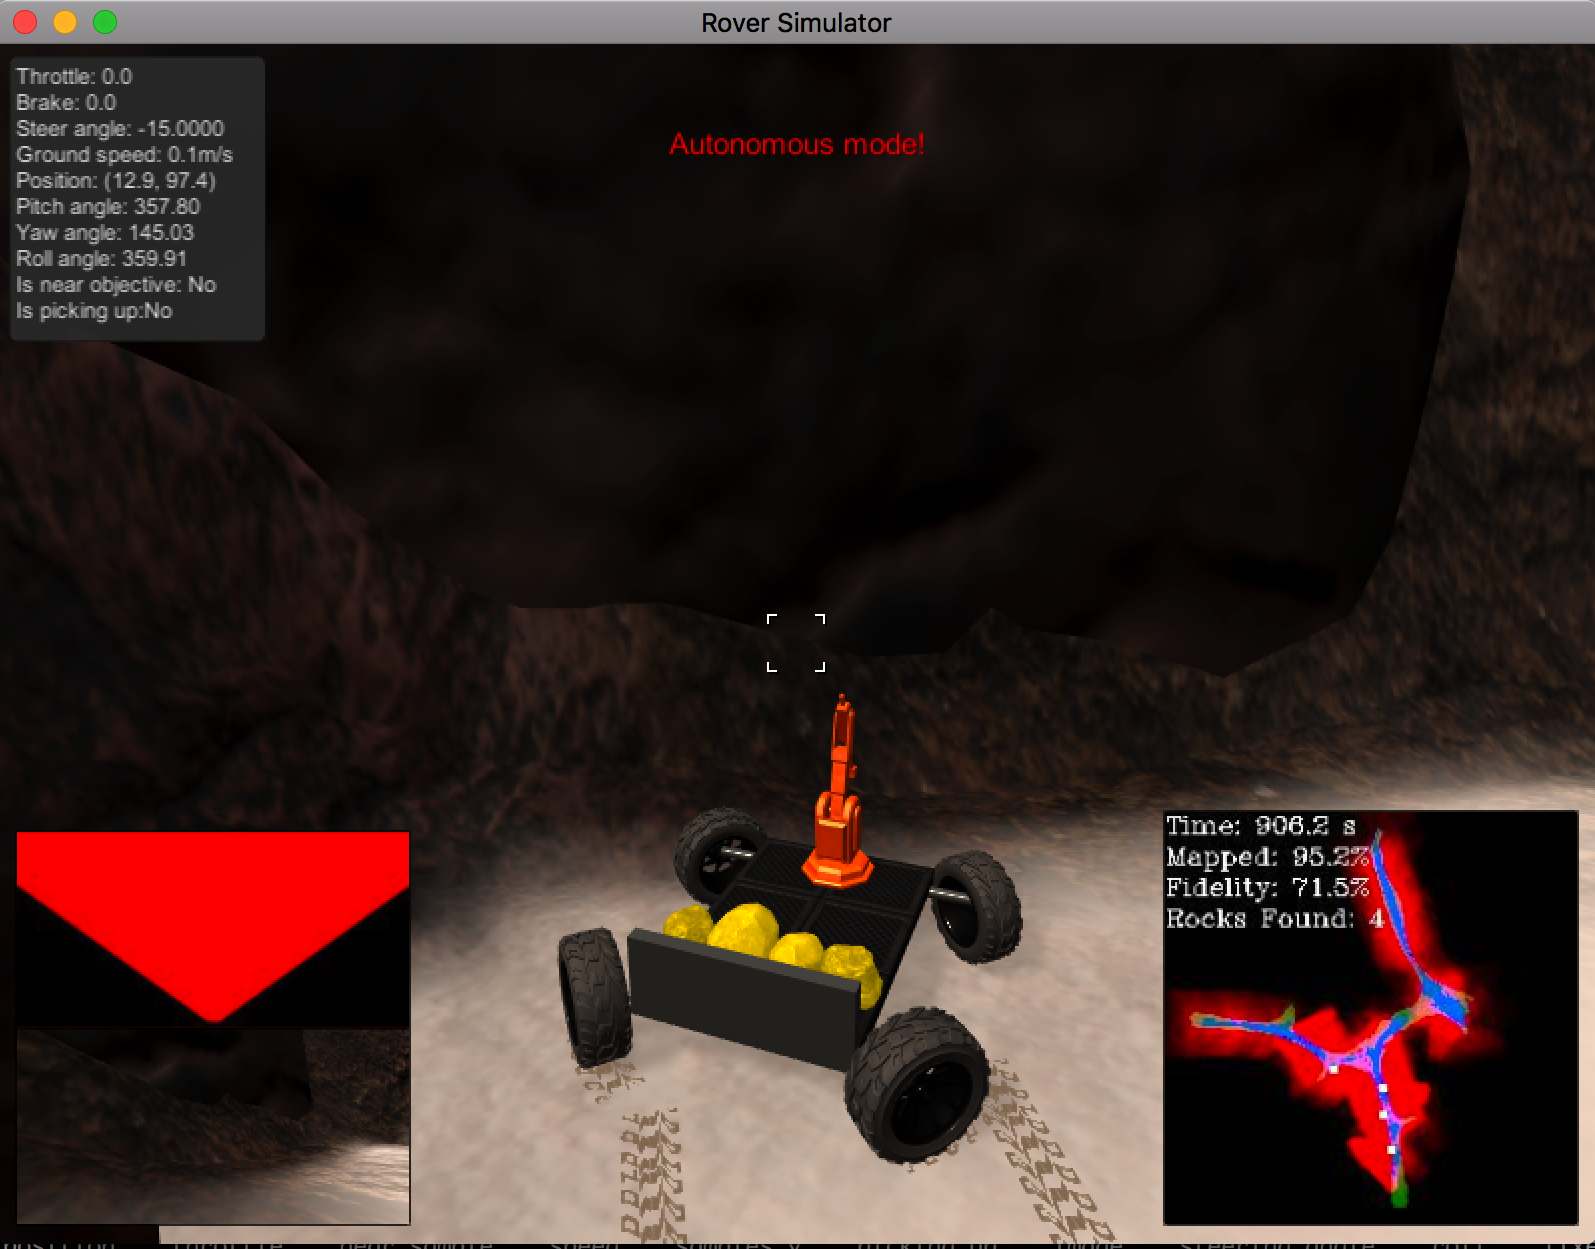 Rover Simulator
Throttle: 0.0
Brake: 0.0
Steer angle: -15.0000
Ground speed: 0.1m/s
Position: (12.9, 97.4)
Pitch angle: 357.80
Yaw angle: 145.03
Roll angle: 359.91
Is near objective: No
Is picking up:No
Autonomous mode!
Time: 906.2 s
Mapped: 95.2%
Fidelity: 71.5%
Rocks Found: 4